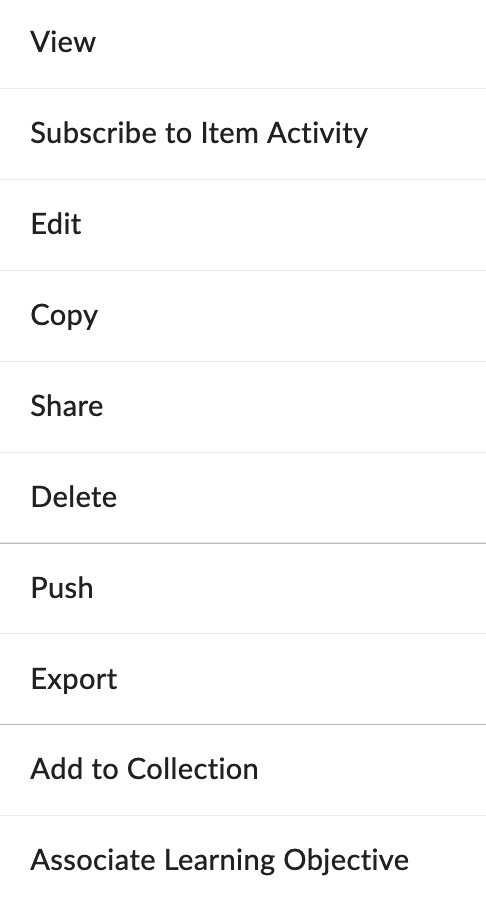 View
Subscribe to Item Activity
Edit
Copy
Share
Delete
Push
Export
Add to Collection
Associate Learning Objective